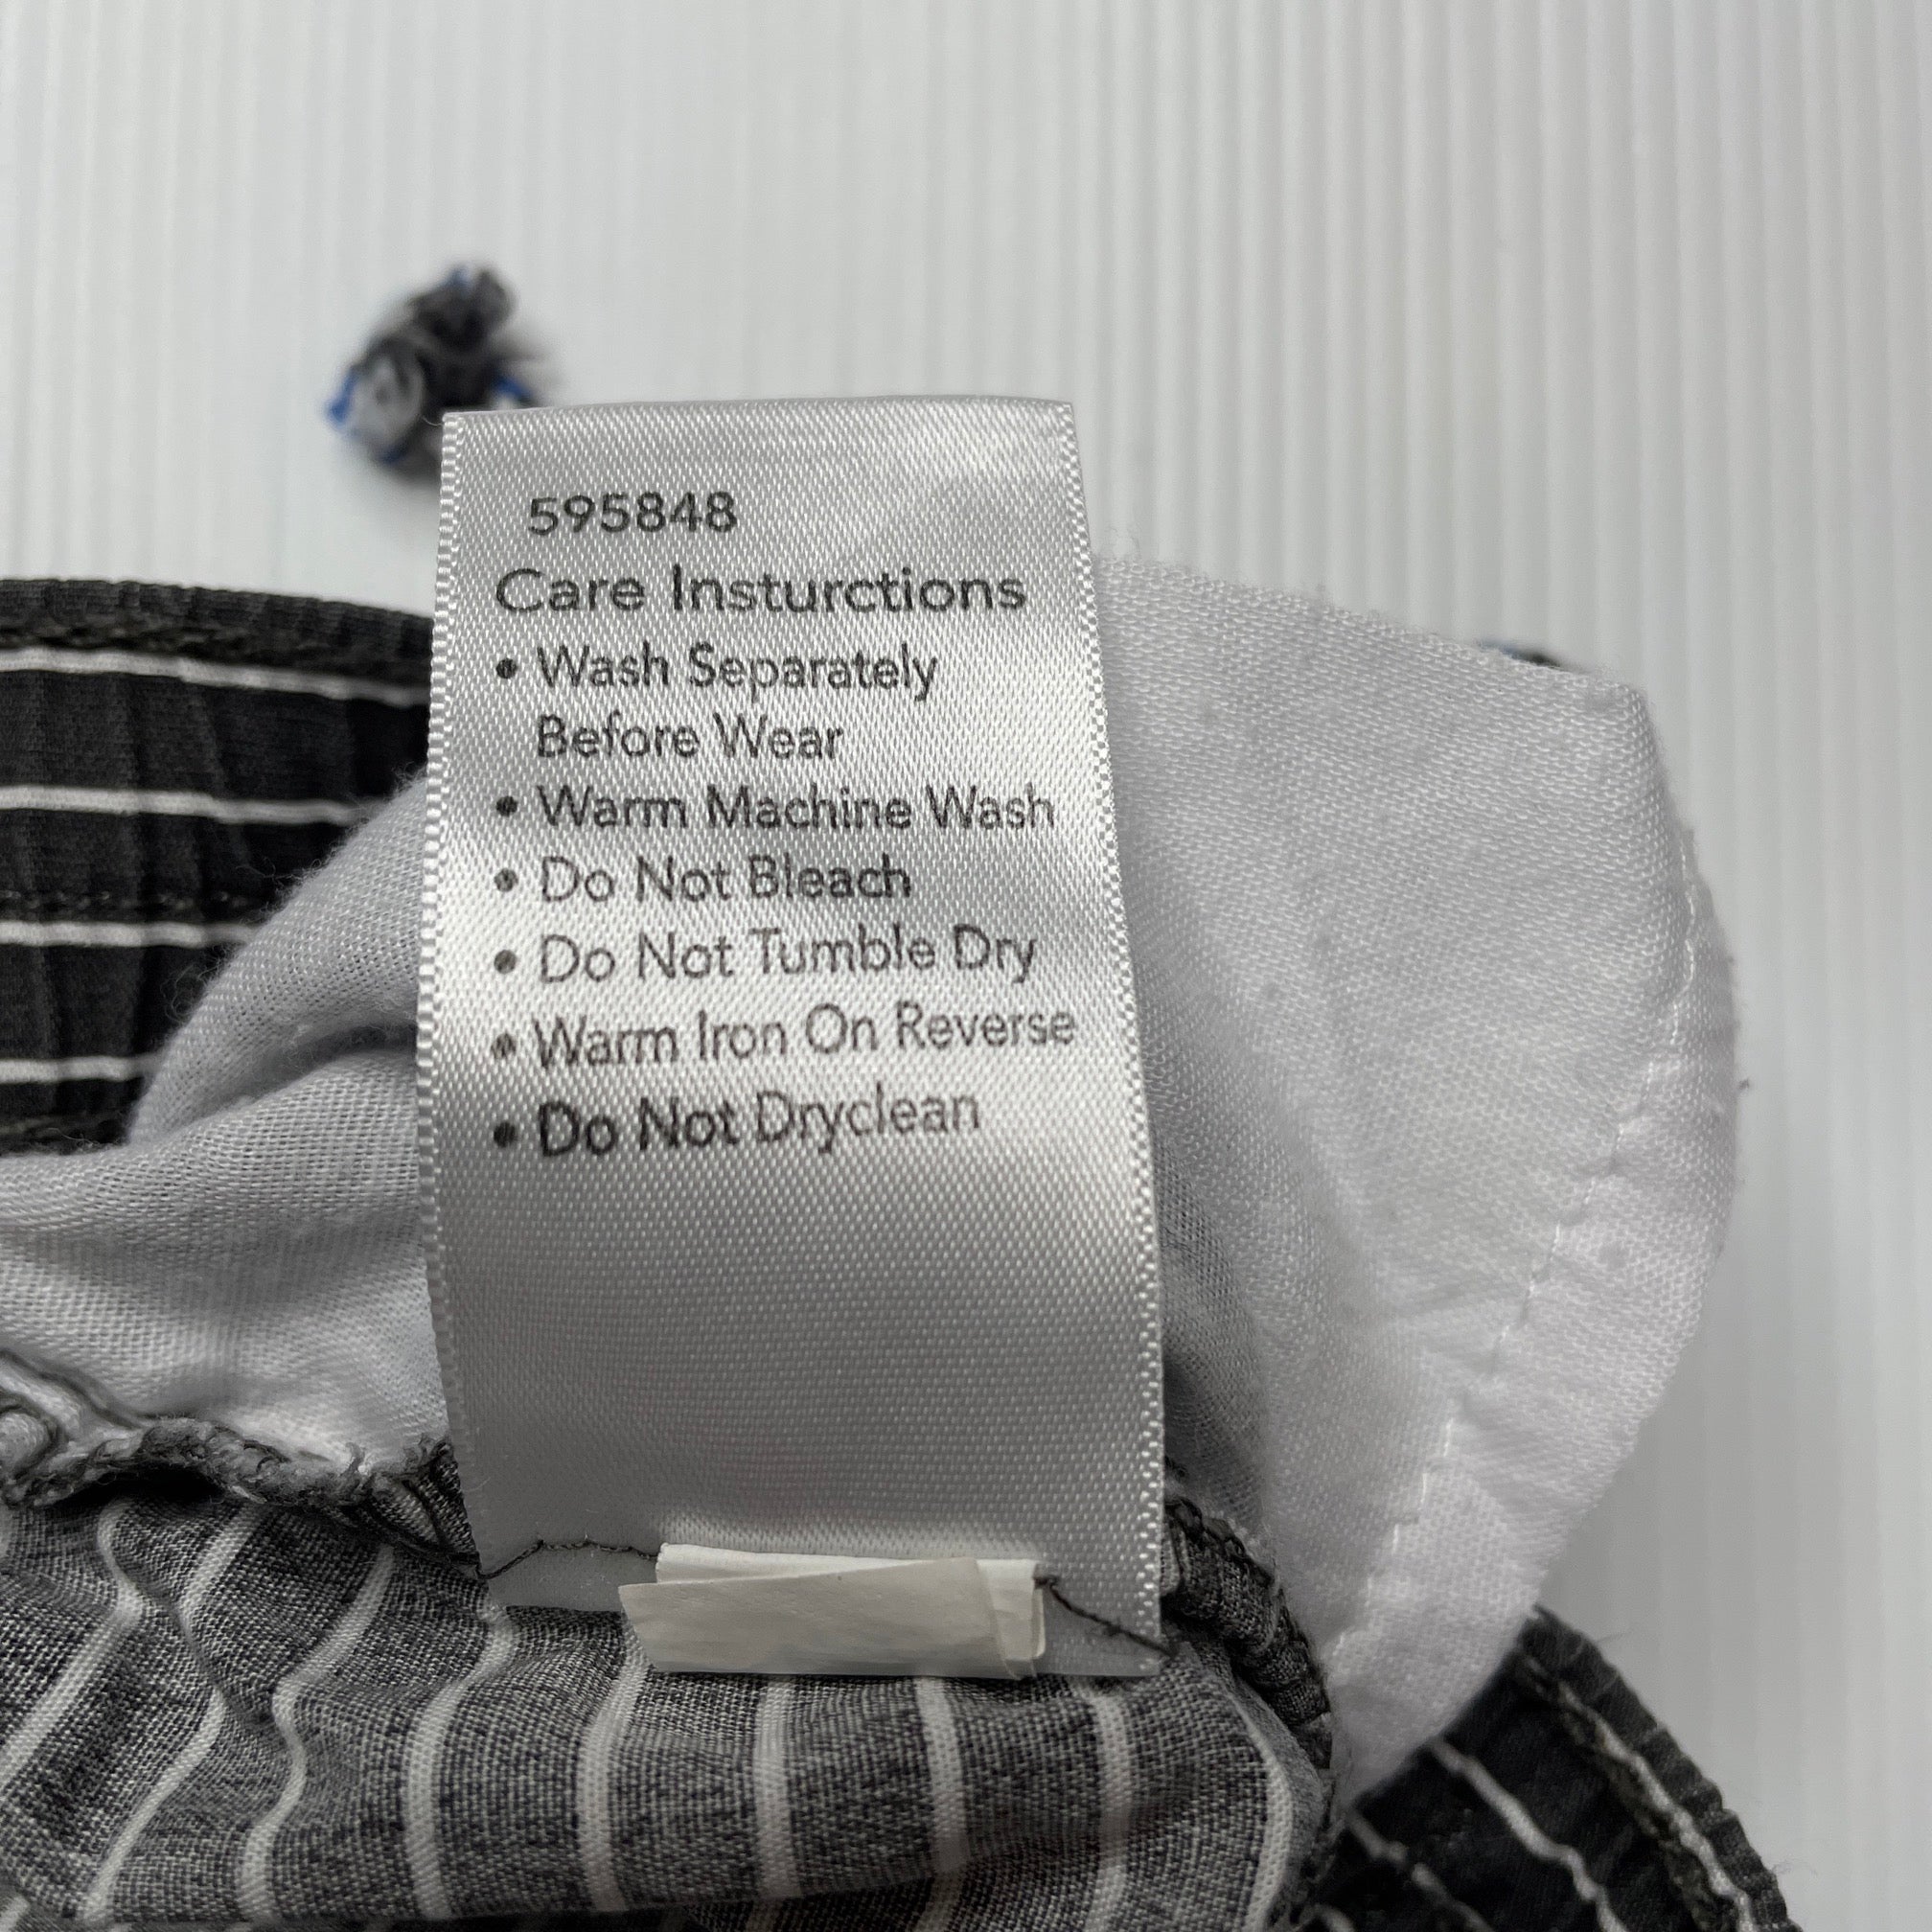 595848
Care Insturctions
• Wash Separately
Before Wear
• Warm Machine Wash
• Do Not Bleach
• Do Not Tumble Dry
• Warm Iron On Reverse
• Do Not Dryclean